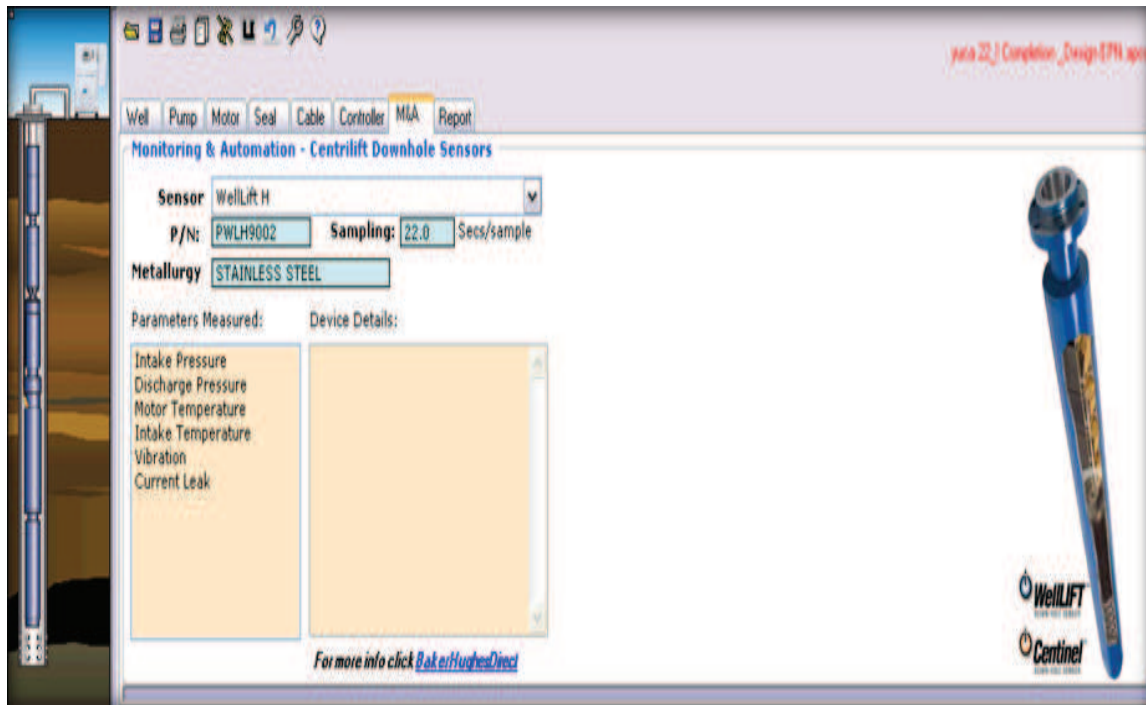 Well Pump Motor Seal Cable Controller M&A Report
Monitoring & Automation - Centrilift Downhole Sensors
Sensor WellLift H
P/N: PWLH9002 Sampling: 22.0 Secs/sample
Metallurgy STAINLESS STEEL
Parameters Measured: Device Details:
Intake Pressure
Discharge Pressure
Motor Temperature
Intake Temperature
Vibration
Current Leak
WellLIFT
Centinel
For more info click BakerHughesDirect